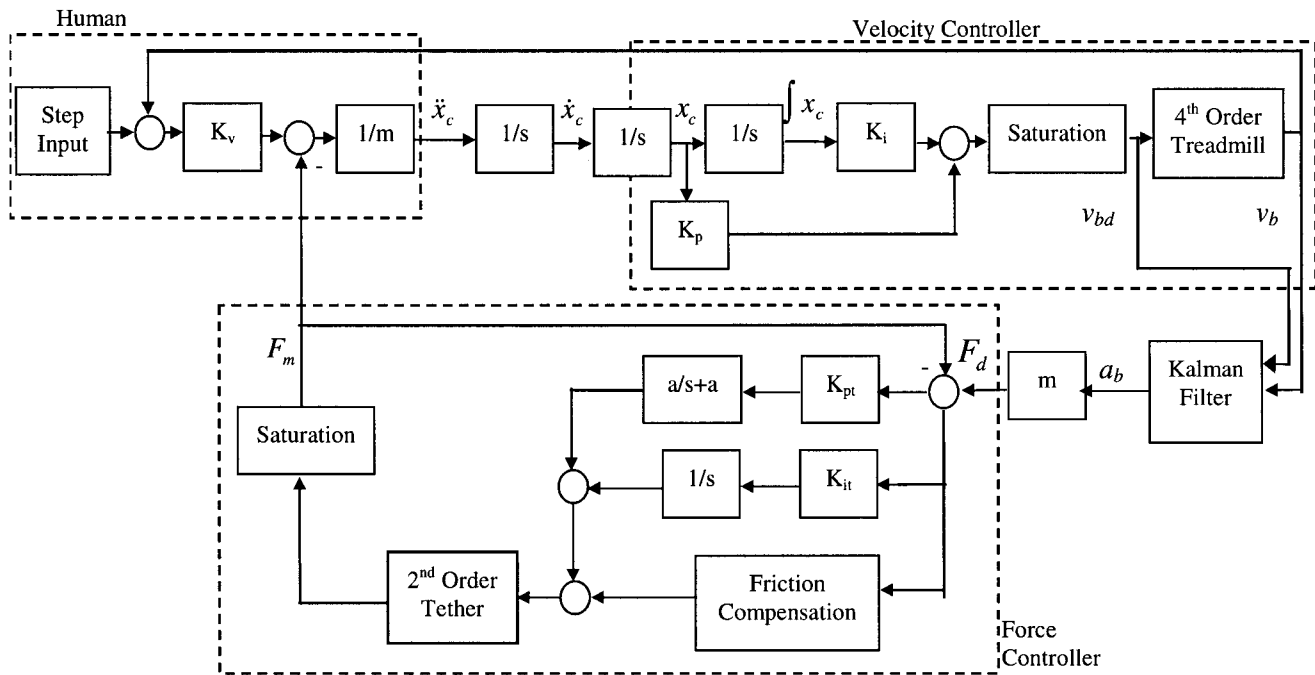 Human
Velocity Controller
Step
Input
K_v
-
1/m
ẍ_c
1/s
ẋ_c
1/s
x_c
1/s
∫ x_c
K_i
Saturation
4th Order
Treadmill
K_p
v_bd
v_b
F_m
a/s+a
K_pt
-
F_d
m
a_b
Kalman
Filter
Saturation
1/s
K_it
2nd Order
Tether
Friction
Compensation
Force
Controller